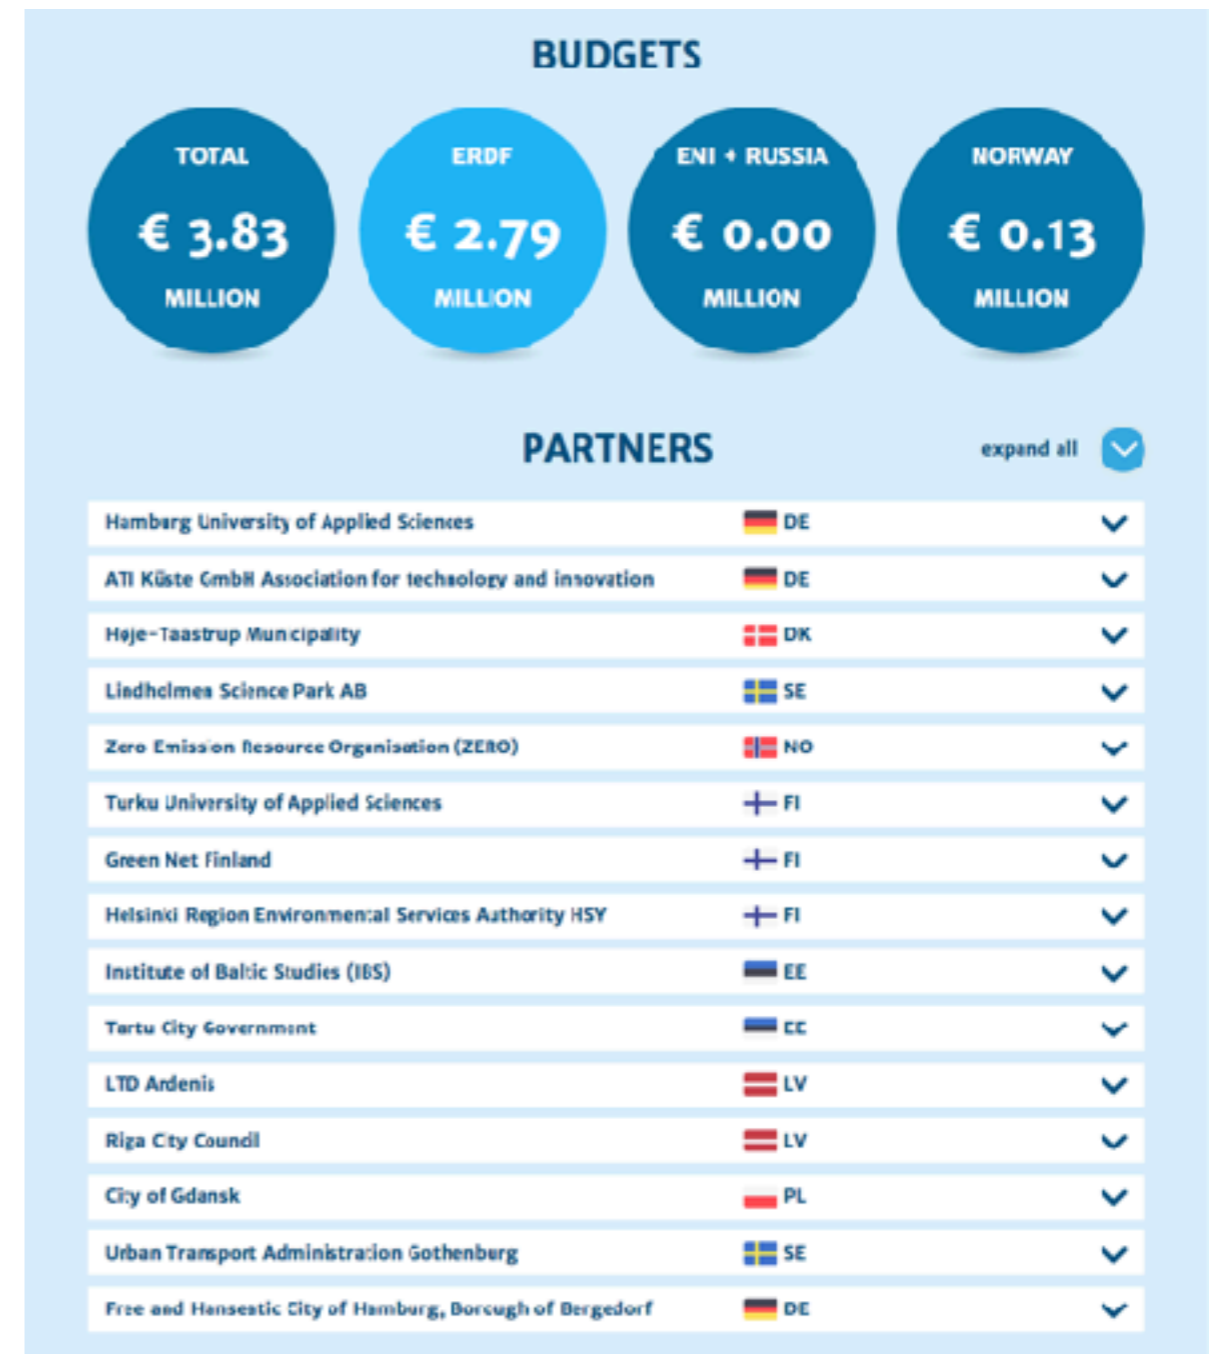 BUDGETS
TOTAL
€ 3.83
MILLION
ERDF
€ 2.79
MILLION
ENI + RUSSIA
€ 0.00
MILLION
NORWAY
€ 0.13
MILLION
PARTNERS
expand all
Hamburg University of Applied Sciences DE
ATI Küste GmbH Association for technology and innovation DE
Høje-Taastrup Municipality DK
Lindholmen Science Park AB SE
Zero Emission Resource Organisation (ZERO) NO
Turku University of Applied Sciences FI
Green Net Finland FI
Helsinki Region Environmental Services Authority HSY FI
Institute of Baltic Studies (IBS) EE
Tartu City Government EE
LTD Ardenis LV
Riga City Council LV
City of Gdansk PL
Urban Transport Administration Gothenburg SE
Free and Hanseatic City of Hamburg, Borough of Bergedorf DE